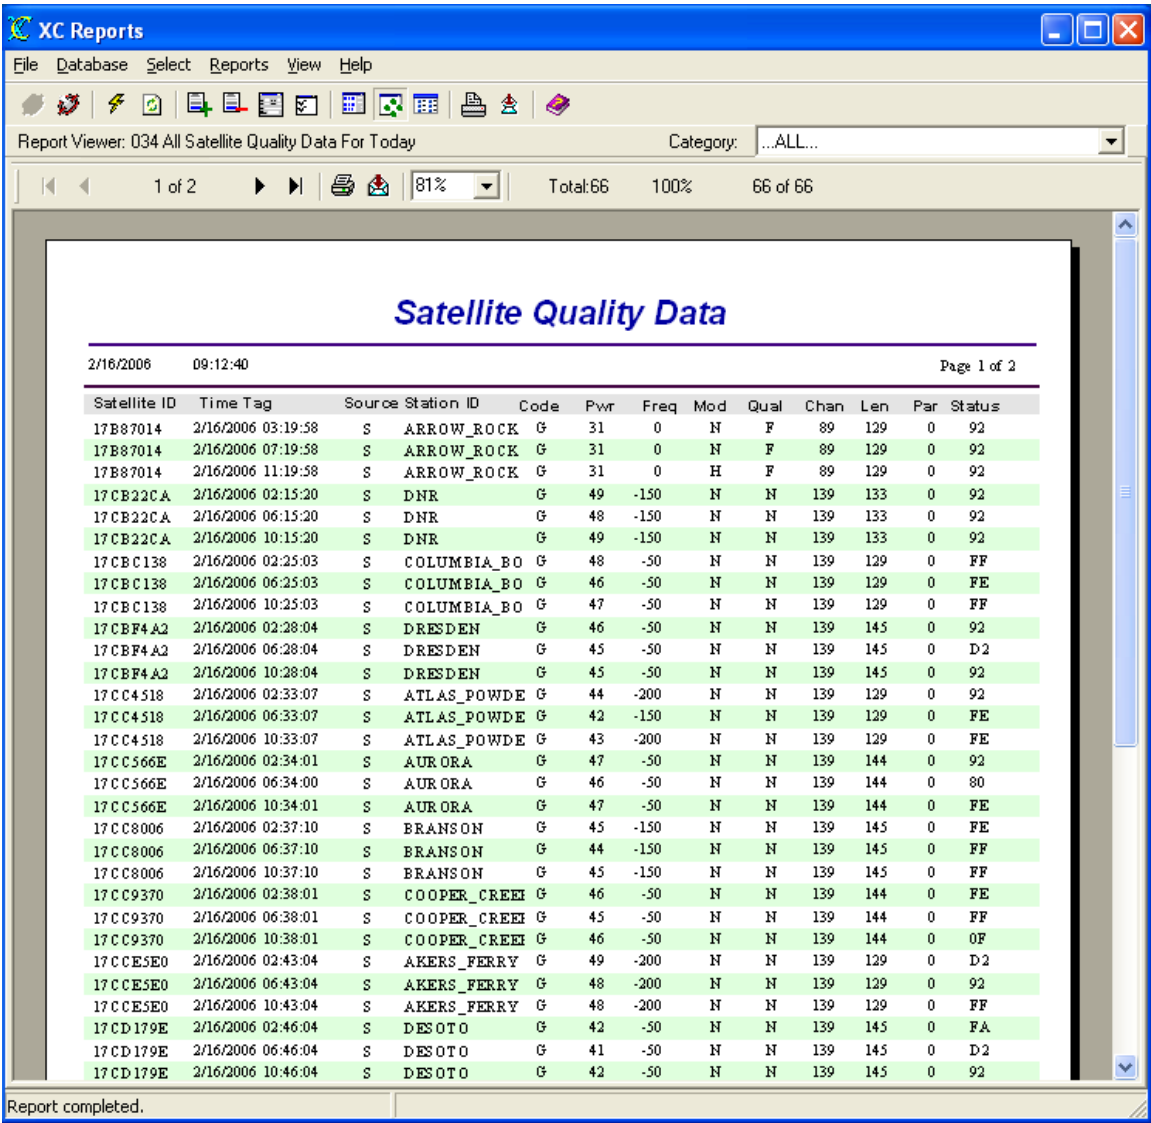 XC Reports
File Database Select Reports View Help
Report Viewer: 034 All Satellite Quality Data For Today Category: ...ALL...
1 of 2 81% Total:66 100% 66 of 66
Satellite Quality Data
2/16/2006 09:12:40 Page 1 of 2
Satellite ID Time Tag Source Station ID Code Pwr Freq Mod Qual Chan Len Par Status
17B87014 2/16/2006 03:19:58 S ARROW_ROCK G 31 0 N F 89 129 0 92
17B87014 2/16/2006 07:19:58 S ARROW_ROCK G 31 0 N F 89 129 0 92
17B87014 2/16/2006 11:19:58 S ARROW_ROCK G 31 0 H F 89 129 0 92
17CB22CA 2/16/2006 02:15:20 S DNR G 49 -150 N N 139 133 0 92
17CB22CA 2/16/2006 06:15:20 S DNR G 48 -150 N N 139 133 0 92
17CB22CA 2/16/2006 10:15:20 S DNR G 49 -150 N N 139 133 0 92
17CBC138 2/16/2006 02:25:03 S COLUMBIA_BO G 48 -50 N N 139 129 0 FF
17CBC138 2/16/2006 06:25:03 S COLUMBIA_BO G 46 -50 N N 139 129 0 FE
17CBC138 2/16/2006 10:25:03 S COLUMBIA_BO G 47 -50 N N 139 129 0 FF
17CBF4A2 2/16/2006 02:28:04 S DRESDEN G 46 -50 N N 139 145 0 92
17CBF4A2 2/16/2006 06:28:04 S DRESDEN G 45 -50 N N 139 145 0 D2
17CBF4A2 2/16/2006 10:28:04 S DRESDEN G 45 -50 N N 139 145 0 92
17CC4518 2/16/2006 02:33:07 S ATLAS_POWDE G 44 -200 N N 139 129 0 92
17CC4518 2/16/2006 06:33:07 S ATLAS_POWDE G 42 -150 N N 139 129 0 FE
17CC4518 2/16/2006 10:33:07 S ATLAS_POWDE G 43 -200 N N 139 129 0 FE
17CC566E 2/16/2006 02:34:01 S AURORA G 47 -50 N N 139 144 0 92
17CC566E 2/16/2006 06:34:00 S AURORA G 46 -50 N N 139 144 0 80
17CC566E 2/16/2006 10:34:01 S AURORA G 47 -50 N N 139 144 0 FE
17CC8006 2/16/2006 02:37:10 S BRANSON G 45 -150 N N 139 145 0 FE
17CC8006 2/16/2006 06:37:10 S BRANSON G 44 -150 N N 139 145 0 FF
17CC8006 2/16/2006 10:37:10 S BRANSON G 45 -150 N N 139 145 0 FF
17CC9370 2/16/2006 02:38:01 S COOPER_CREEK G 46 -50 N N 139 144 0 FE
17CC9370 2/16/2006 06:38:01 S COOPER_CREEK G 45 -50 N N 139 144 0 FF
17CC9370 2/16/2006 10:38:01 S COOPER_CREEK G 46 -50 N N 139 144 0 0F
17CCE5E0 2/16/2006 02:43:04 S AKERS_FERRY G 49 -200 N N 139 129 0 D2
17CCE5E0 2/16/2006 06:43:04 S AKERS_FERRY G 48 -200 N N 139 129 0 92
17CCE5E0 2/16/2006 10:43:04 S AKERS_FERRY G 48 -200 N N 139 129 0 FF
17CD179E 2/16/2006 02:46:04 S DESOTO G 42 -50 N N 139 145 0 FA
17CD179E 2/16/2006 06:46:04 S DESOTO G 41 -50 N N 139 145 0 D2
17CD179E 2/16/2006 10:46:04 S DESOTO G 42 -50 N N 139 145 0 92
Report completed.